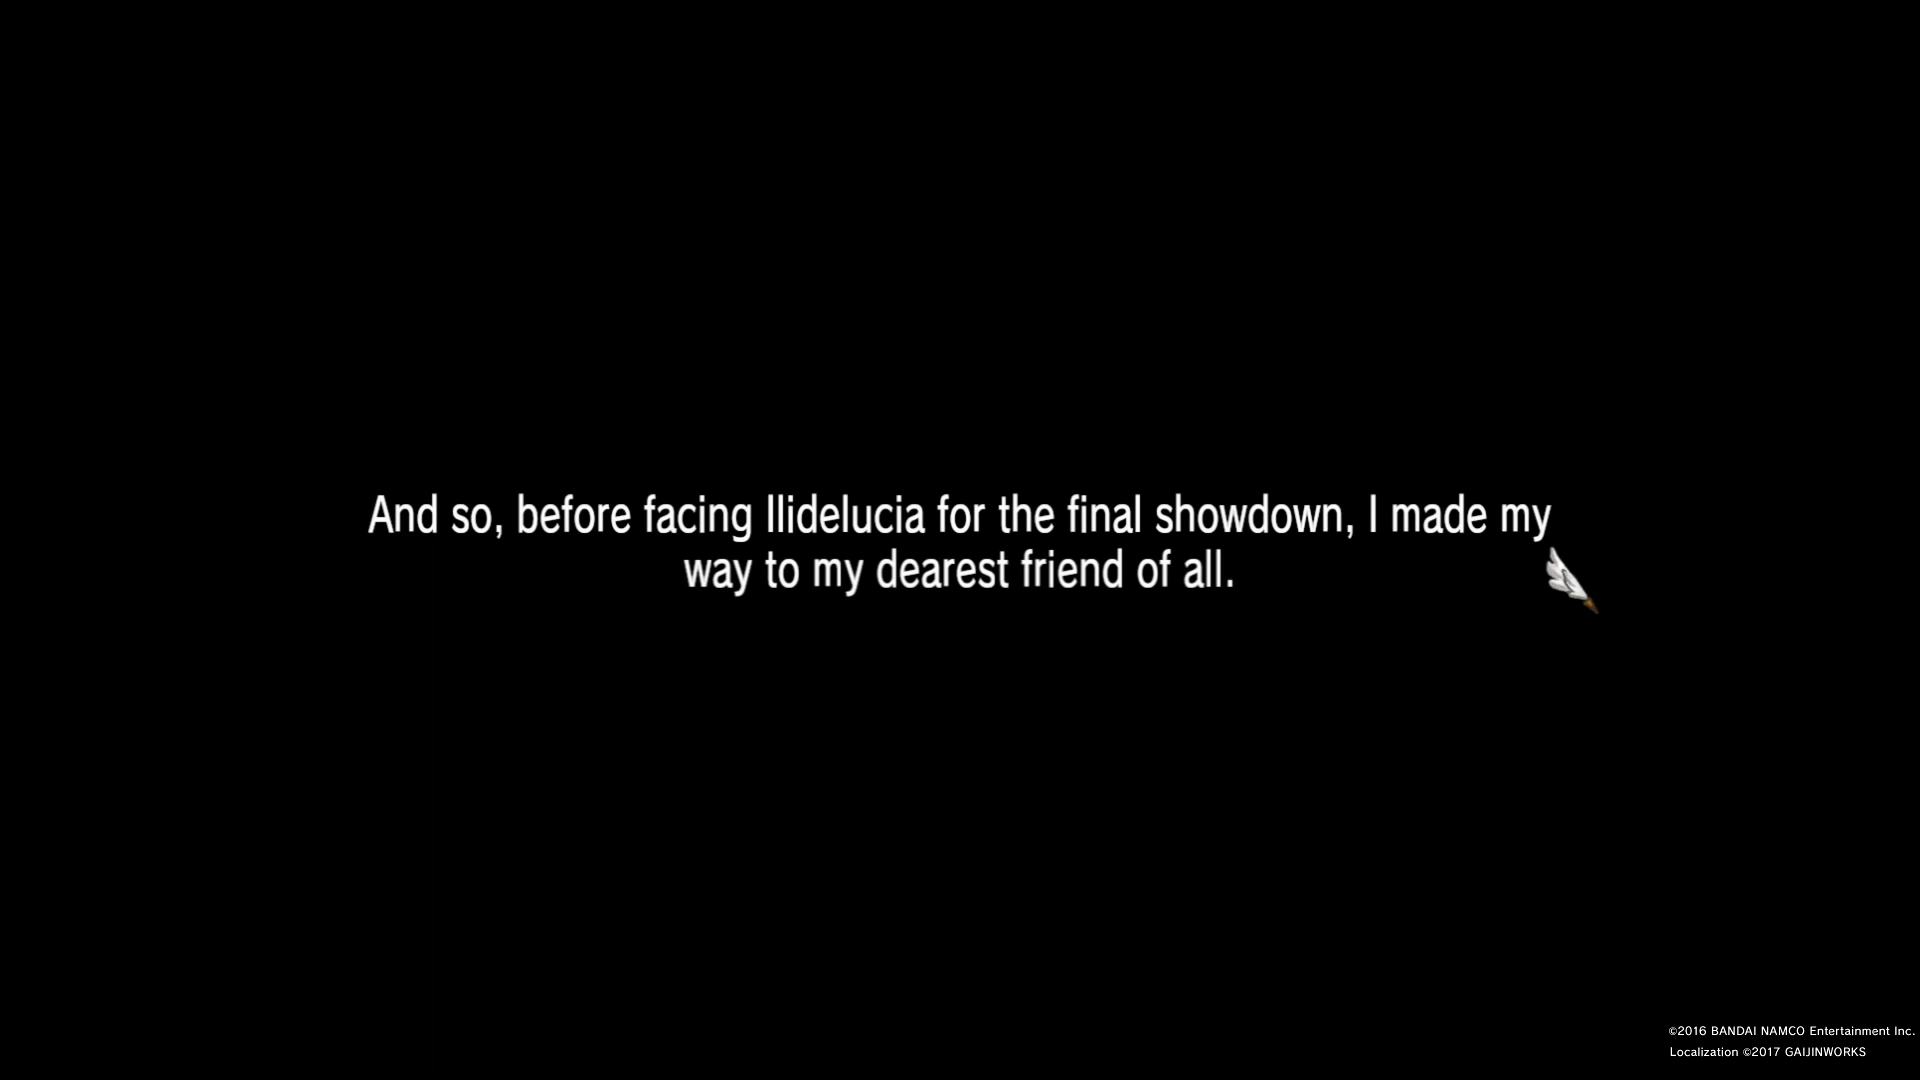 And so, before facing Ilidelucia for the final showdown, I made my
way to my dearest friend of all.
©2016 BANDAI NAMCO Entertainment Inc.
Localization ©2017 GAIJINWORKS